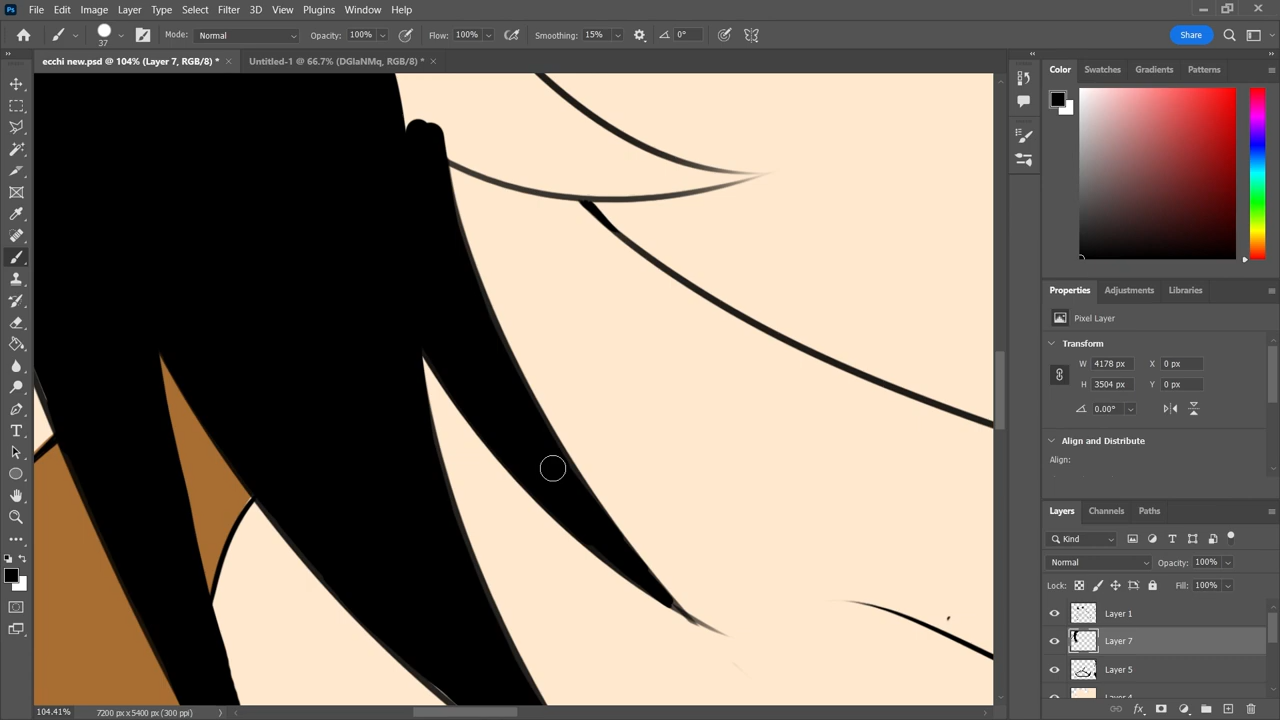 Ps File Edit Image Layer Type Select Filter 3D View Plugins Window Help
37 Mode: Normal Opacity: 100% Flow: 100% Smoothing: 15% 0° Share
ecchi new.psd @ 104% (Layer 7, RGB/8) * Untitled-1 @ 66.7% (DGlaNMq, RGB/8) *
Color Swatches Gradients Patterns
Properties Adjustments Libraries
Pixel Layer
Transform
W 4178 px X 0 px
H 3504 px Y 0 px
0.00°
Align and Distribute
Align:
Layers Channels Paths
Kind
Normal Opacity: 100%
Lock: Fill: 100%
Layer 1
Layer 7
Layer 5
Layer 4
104.41% 7200 px x 5400 px (300 ppi)